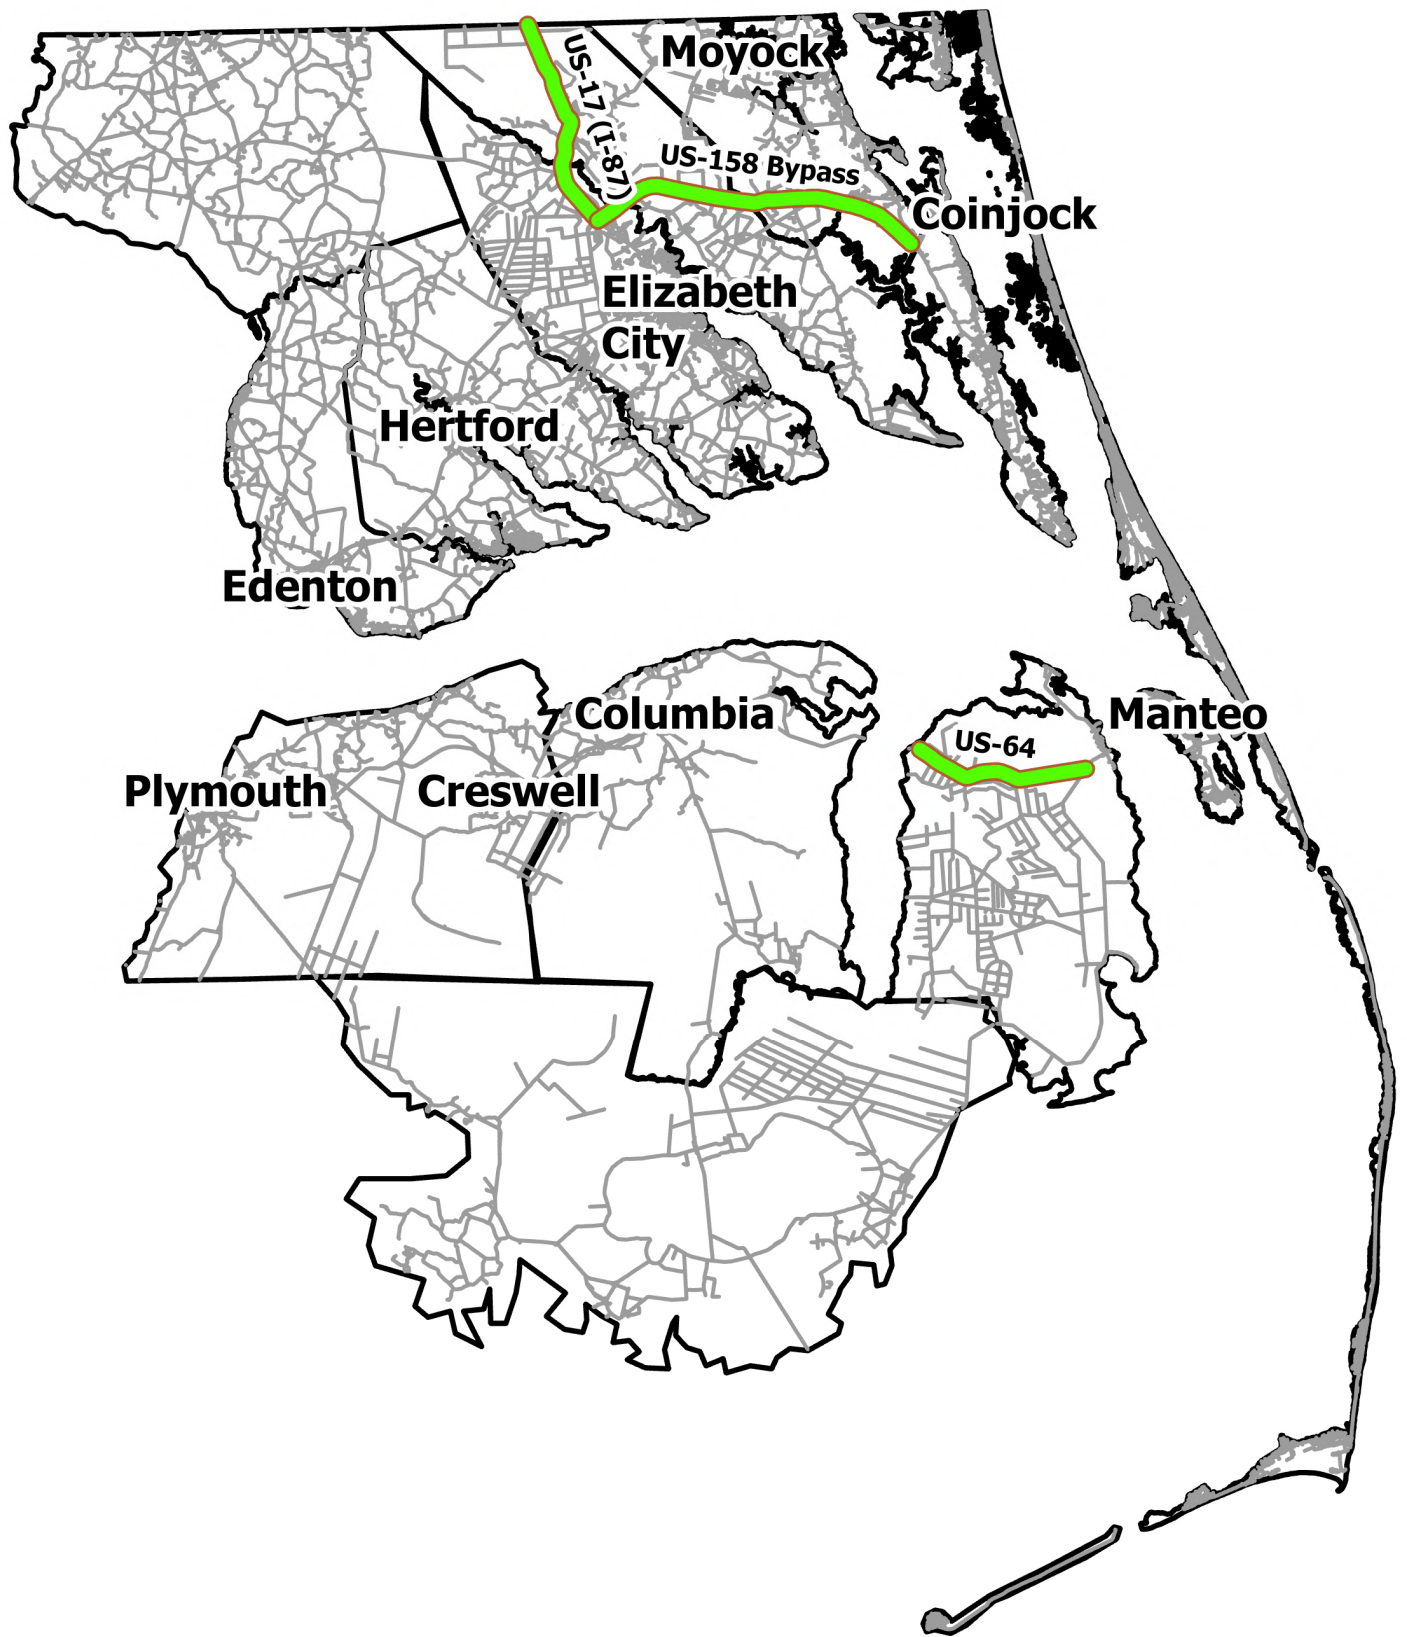 Moyock
US-17 (I-87)
US-158 Bypass
Coinjock
Elizabeth
City
Hertford
Edenton
Columbia
Manteo
US-64
Plymouth
Creswell